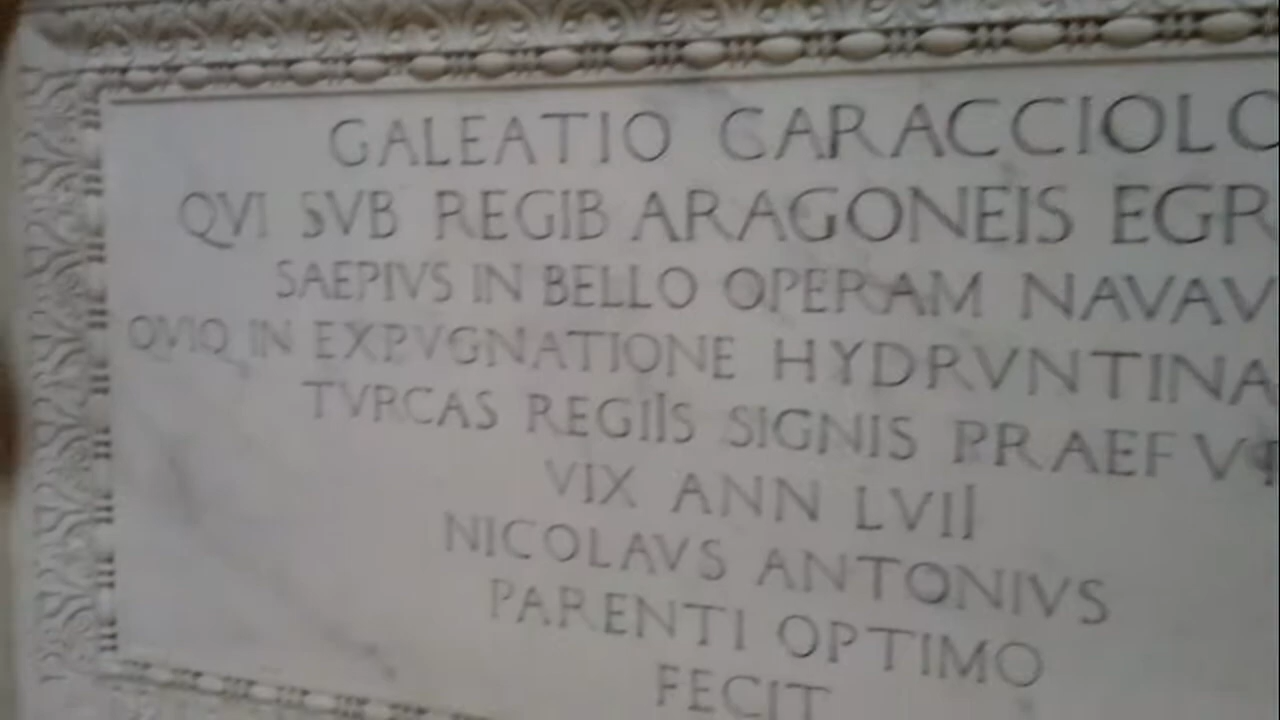 GALEATIO CARACCIOLO
QVI SVB REGIB ARAGONEIS EGR
SAEPIVS IN BELLO OPERAM NAVAV
QVIQ IN EXPVGNATIONE HYDRVNTINA
TVRCAS REGIIS SIGNIS PRAEFV
VIX ANN LVII
NICOLAVS ANTONIVS
PARENTI OPTIMO
FECIT